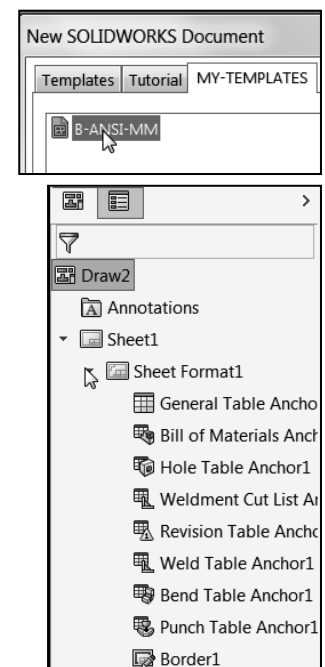 New SOLIDWORKS Document
Templates Tutorial MY-TEMPLATES
B-ANSI-MM
Draw2
Annotations
Sheet1
Sheet Format1
General Table Ancho
Bill of Materials Anch
Hole Table Anchor1
Weldment Cut List Ar
Revision Table Ancho
Weld Table Anchor1
Bend Table Anchor1
Punch Table Anchor1
Border1